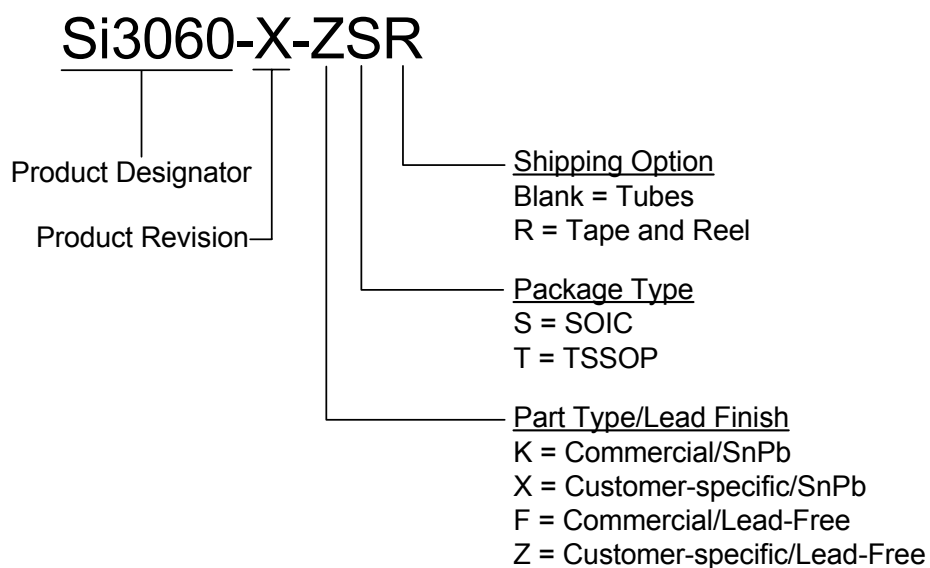 Si3060-X-ZSR
Product Designator
Product Revision
Shipping Option
Blank = Tubes
R = Tape and Reel
Package Type
S = SOIC
T = TSSOP
Part Type/Lead Finish
K = Commercial/SnPb
X = Customer-specific/SnPb
F = Commercial/Lead-Free
Z = Customer-specific/Lead-Free